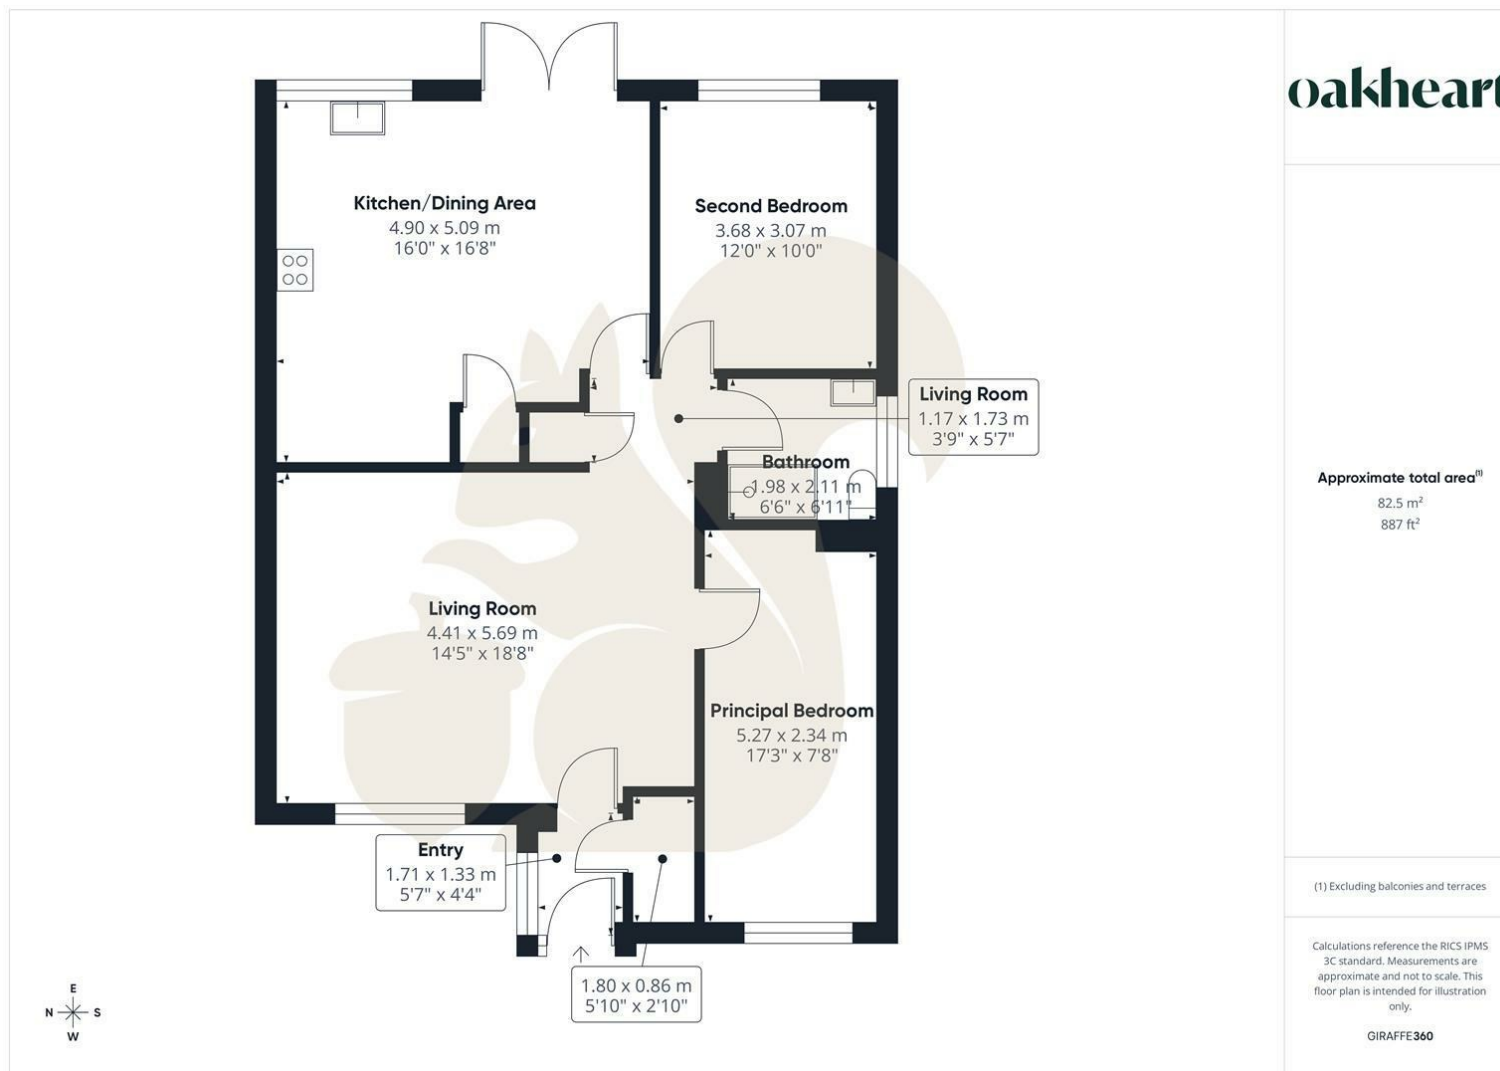 oakheart
Kitchen/Dining Area
4.90 x 5.09 m
16'0" x 16'8"
Second Bedroom
3.68 x 3.07 m
12'0" x 10'0"
Living Room
1.17 x 1.73 m
3'9" x 5'7"
Bathroom
1.98 x 2.11 m
6'6" x 6'11"
Living Room
4.41 x 5.69 m
14'5" x 18'8"
Principal Bedroom
5.27 x 2.34 m
17'3" x 7'8"
Entry
1.71 x 1.33 m
5'7" x 4'4"
1.80 x 0.86 m
5'10" x 2'10"
E
N S
W
Approximate total area(1)
82.5 m²
887 ft²
(1) Excluding balconies and terraces
Calculations reference the RICS IPMS
3C standard. Measurements are
approximate and not to scale. This
floor plan is intended for illustration
only.
GIRAFFE360